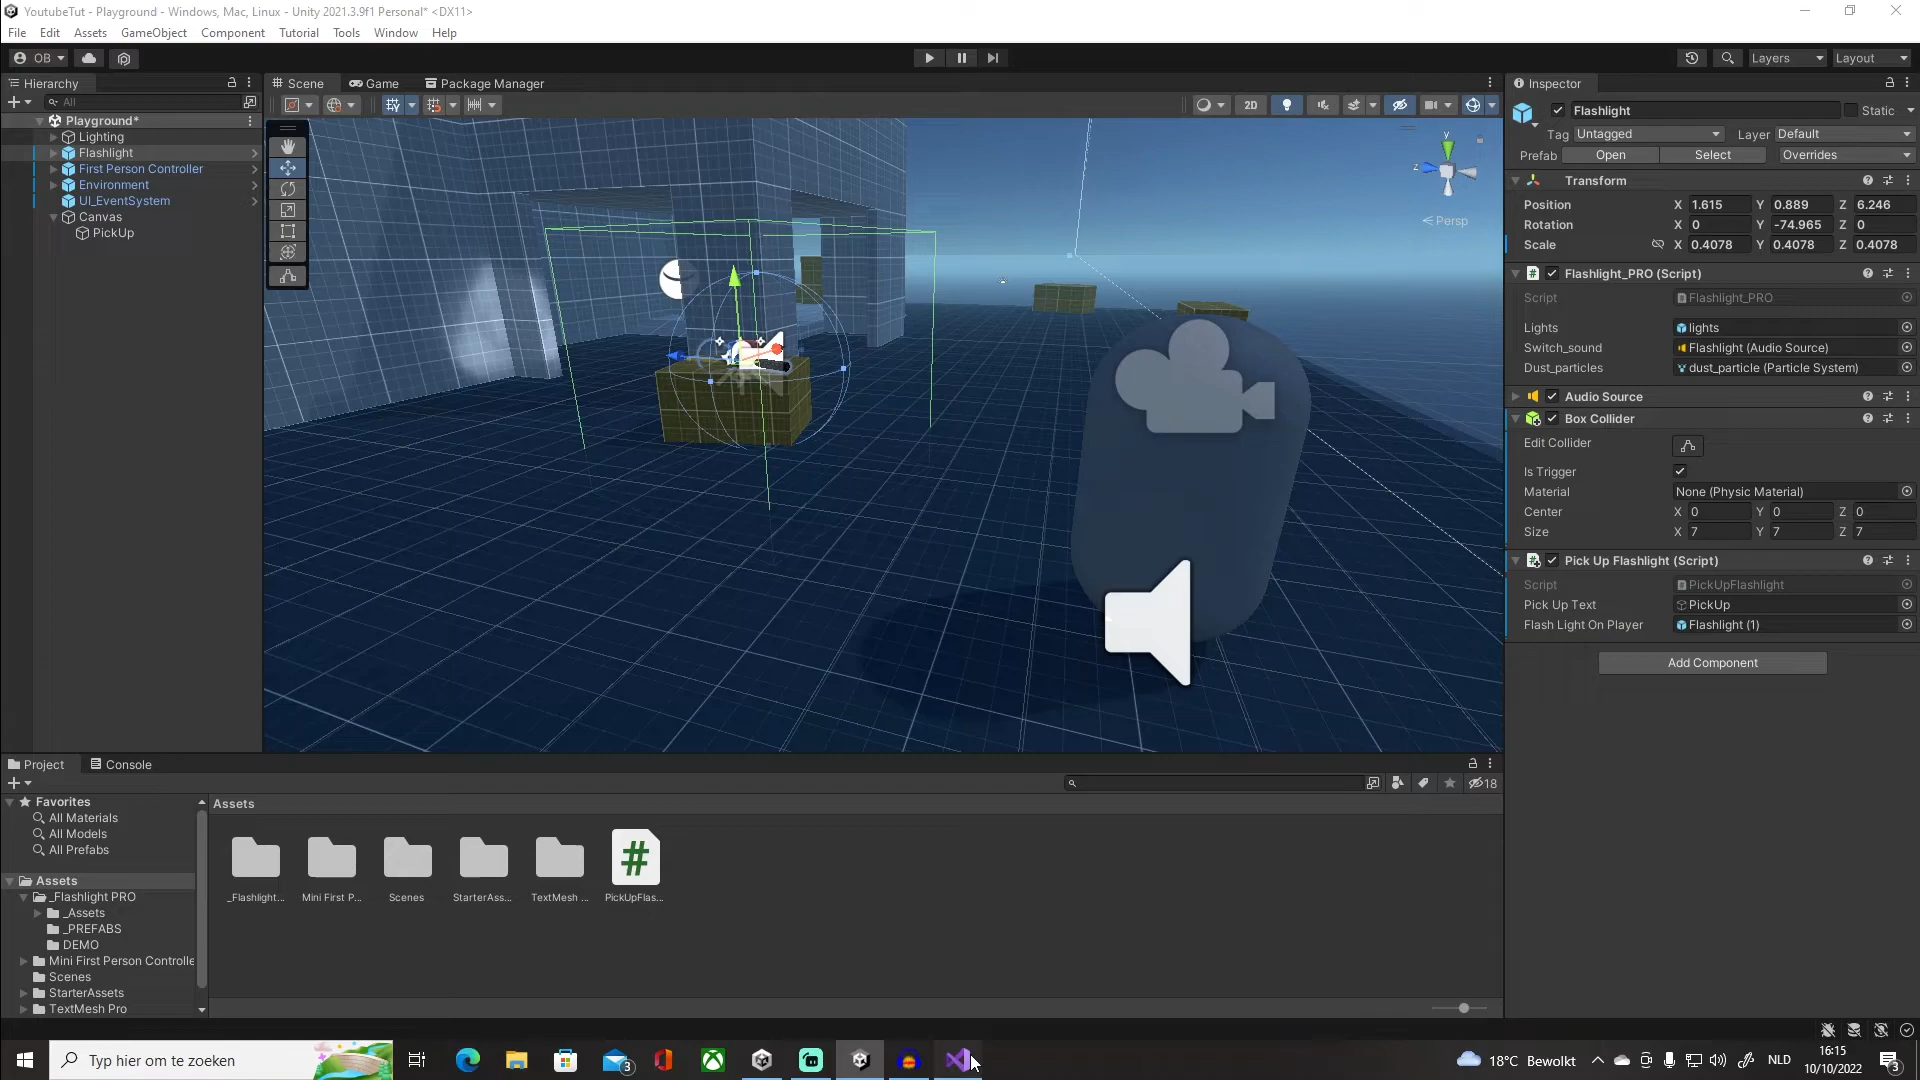 YoutubeTut - Playground - Windows, Mac, Linux - Unity 2021.3.9f1 Personal* <DX11>
File Edit Assets GameObject Component Tutorial Tools Window Help
OB Layers Layout
Hierarchy
All
Playground*
Lighting
Flashlight
First Person Controller
Environment
UI_EventSystem
Canvas
PickUp
Scene Game Package Manager
2D
y
z
Persp
Inspector
Flashlight Static
Tag Untagged Layer Default
Prefab Open Select Overrides
Transform
Position X 1.615 Y 0.889 Z 6.246
Rotation X 0 Y -74.965 Z 0
Scale X 0.4078 Y 0.4078 Z 0.4078
Flashlight_PRO (Script)
Script Flashlight_PRO
Lights lights
Switch_sound Flashlight (Audio Source)
Dust_particles dust_particle (Particle System)
Audio Source
Box Collider
Edit Collider
Is Trigger
Material None (Physic Material)
Center X 0 Y 0 Z 0
Size X 7 Y 7 Z 7
Pick Up Flashlight (Script)
Script PickUpFlashlight
Pick Up Text PickUp
Flash Light On Player Flashlight (1)
Add Component
Project Console
18
Favorites
All Materials
All Models
All Prefabs
Assets
_Flashlight PRO
_Assets
_PREFABS
DEMO
Mini First Person Controlle
Scenes
StarterAssets
TextMesh Pro
Assets
_Flashlight... Mini First P... Scenes StarterAss... TextMesh ... PickUpFlas...
Typ hier om te zoeken
3
18°C Bewolkt
NLD
16:15
10/10/2022
3